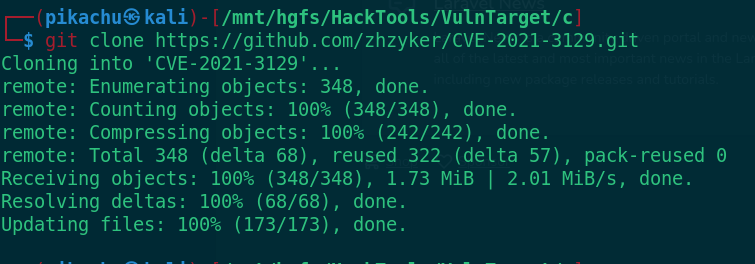 Laravel News
┌──(pikachu㉿kali)-[/mnt/hgfs/HackTools/VulnTarget/c]
└─$ git clone https://github.com/zhzyker/CVE-2021-3129.git
Cloning into 'CVE-2021-3129'...
remote: Enumerating objects: 348, done.
remote: Counting objects: 100% (348/348), done.
remote: Compressing objects: 100% (242/242), done.
remote: Total 348 (delta 68), reused 322 (delta 57), pack-reused 0
Receiving objects: 100% (348/348), 1.73 MiB | 2.01 MiB/s, done.
Resolving deltas: 100% (68/68), done.
Updating files: 100% (173/173), done.